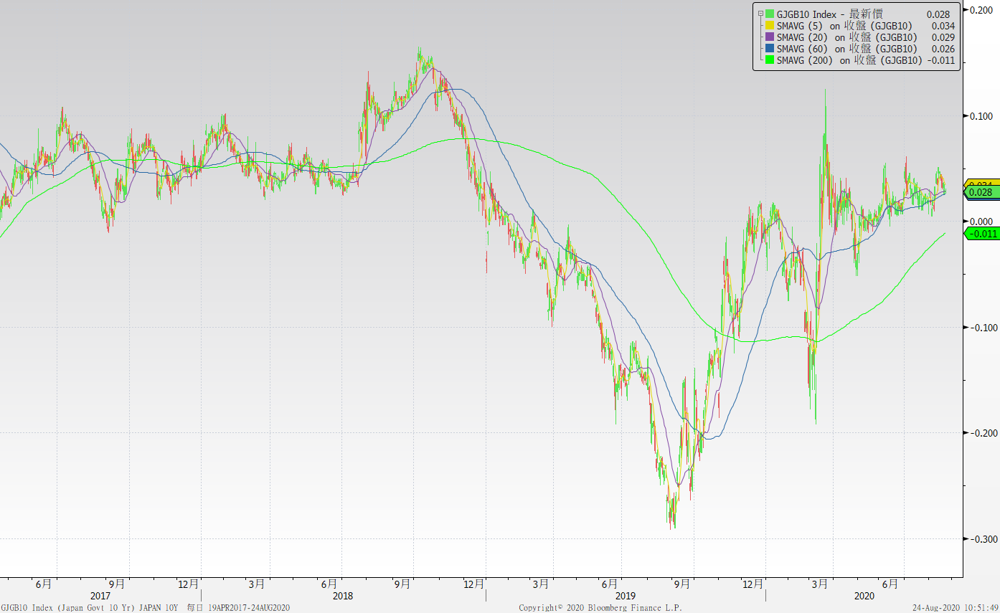 GJGB10 Index - 最新價 0.028
SMAVG (5) on 收盤 (GJGB10) 0.034
SMAVG (20) on 收盤 (GJGB10) 0.029
SMAVG (60) on 收盤 (GJGB10) 0.026
SMAVG (200) on 收盤 (GJGB10) -0.011
0.200
0.100
0.034
0.028
0.000
-0.011
-0.100
-0.200
-0.300
6月 9月 12月 3月 6月 9月 12月 3月 6月 9月 12月 3月 6月
2017 2018 2019 2020
GJGB10 Index (Japan Govt 10 Yr) JAPAN 10Y 每日 19APR2017-24AUG2020 Copyright© 2020 Bloomberg Finance L.P. 24-Aug-2020 10:51:49